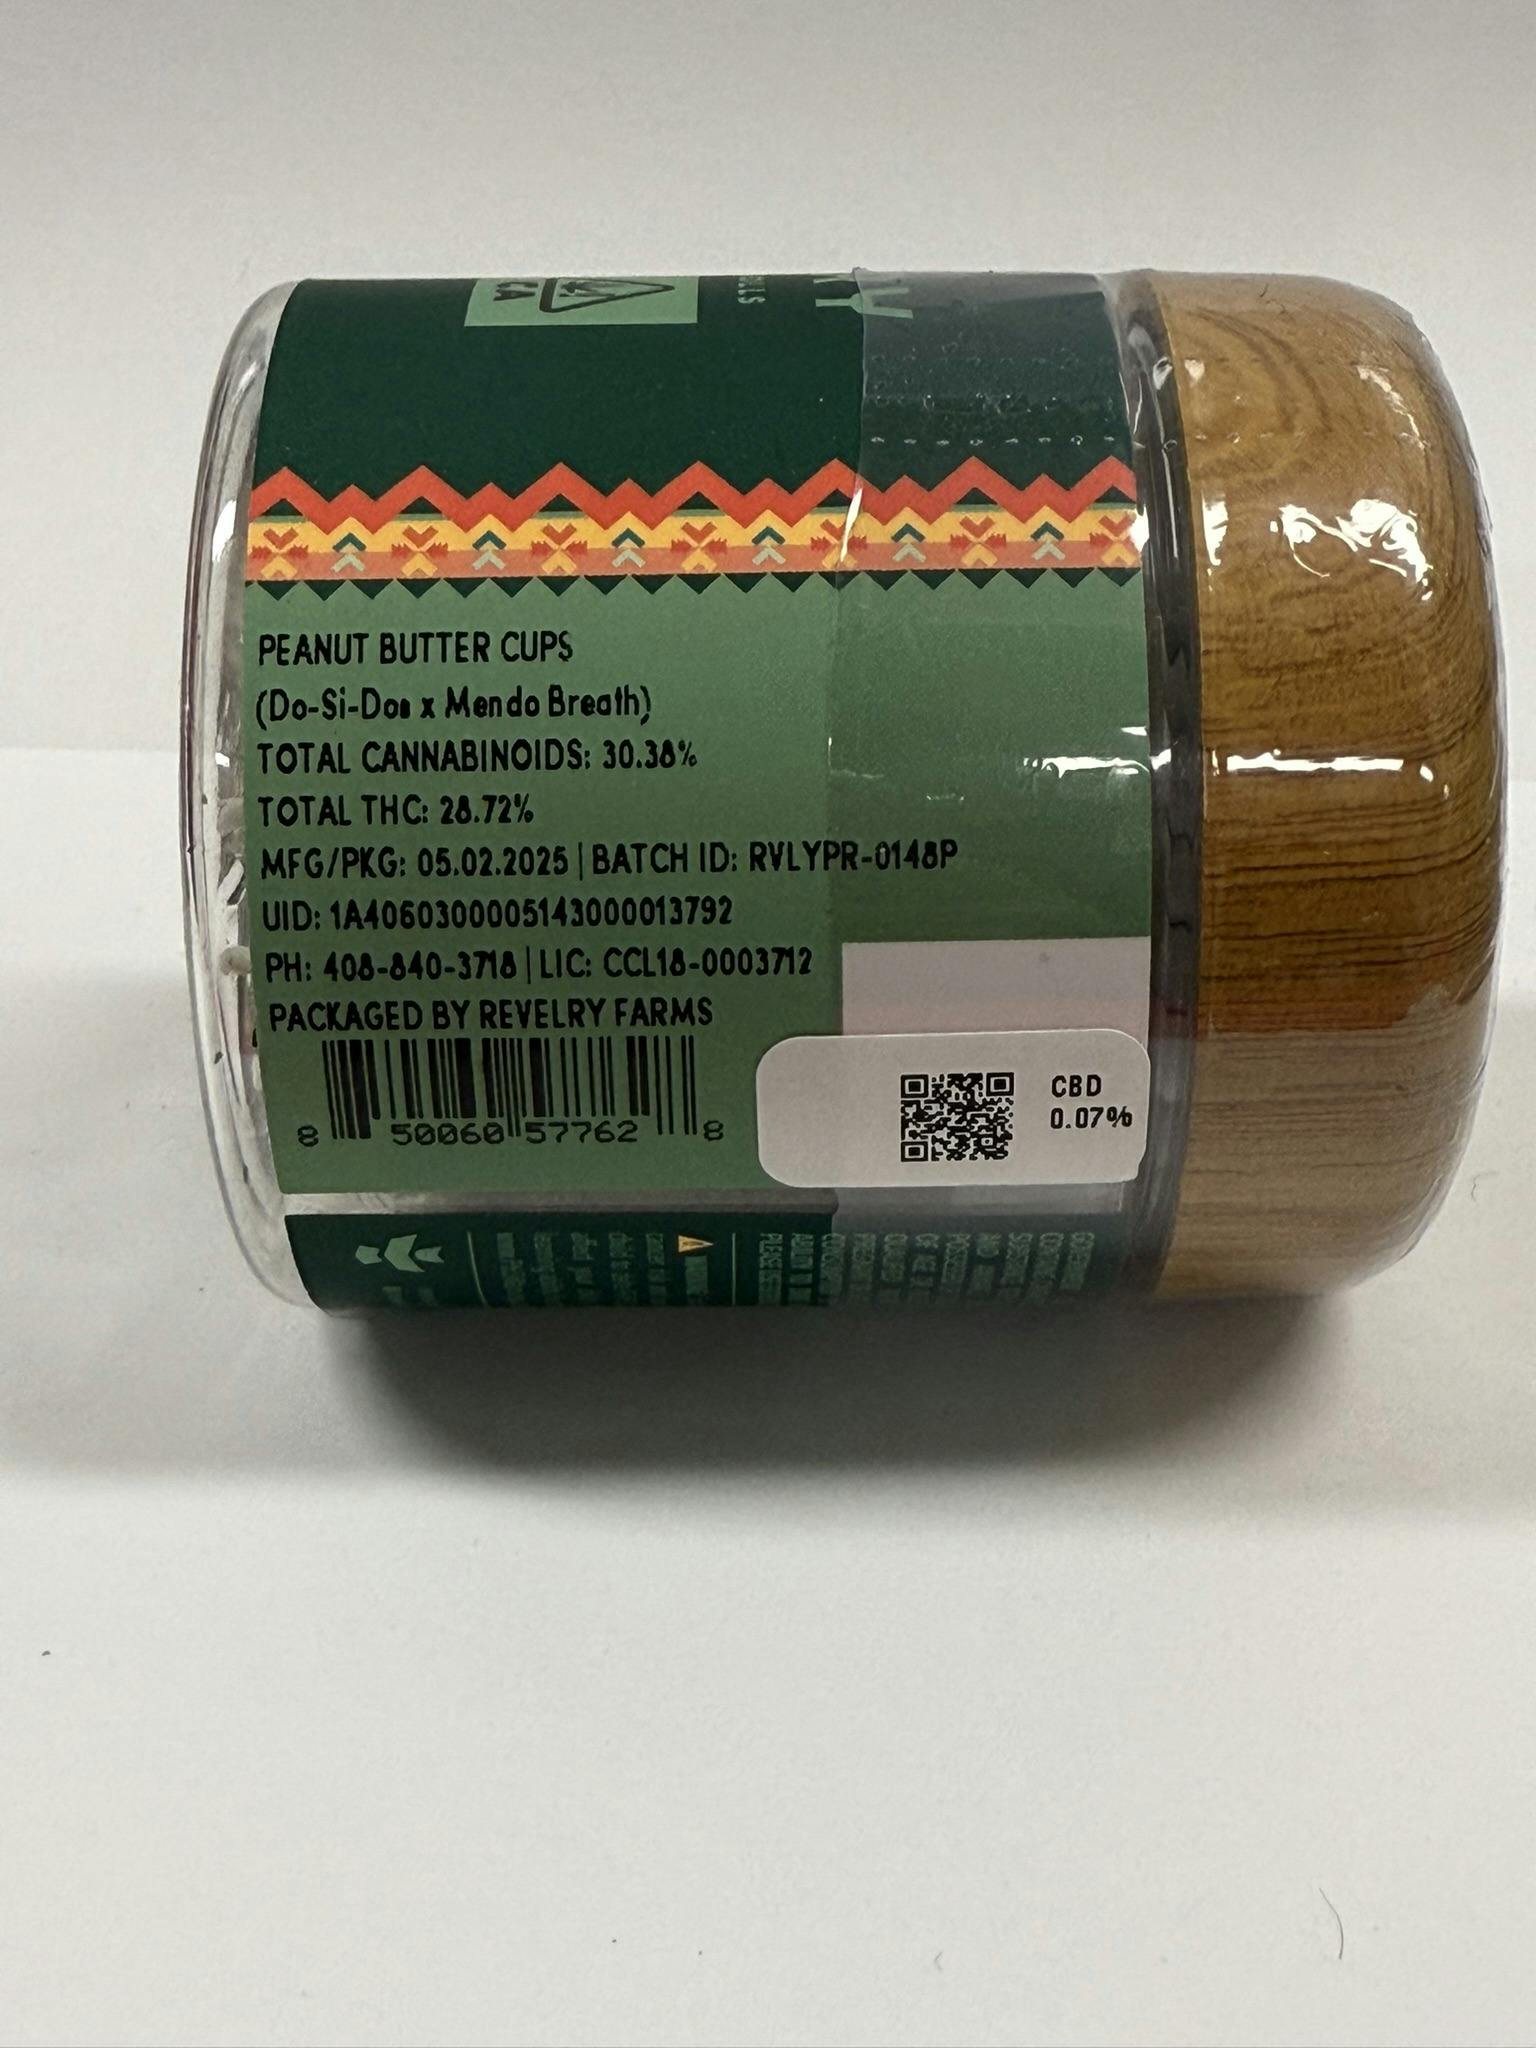 CA
PEANUT BUTTER CUPS
(Do-Si-Dos x Mendo Breath)
TOTAL CANNABINOIDS: 30.38%
TOTAL THC: 28.72%
MFG/PKG: 05.02.2025 | BATCH ID: RVLYPR-0148P
UID: 1A4060300005143000013792
PH: 408-840-3718 | LIC: CCL18-0003712
PACKAGED BY REVELRY FARMS
8 50060 57762 8
CBD
0.07%